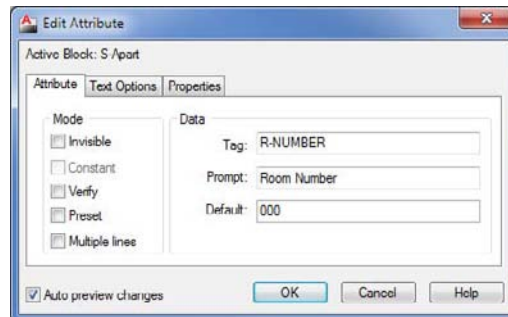 Edit Attribute
Active Block: S Apart
Attribute Text Options Properties
Mode
Invisible
Constant
Verify
Preset
Multiple lines
Data
Tag: R-NUMBER
Prompt: Room Number
Default: 000
Auto preview changes
OK Cancel Help